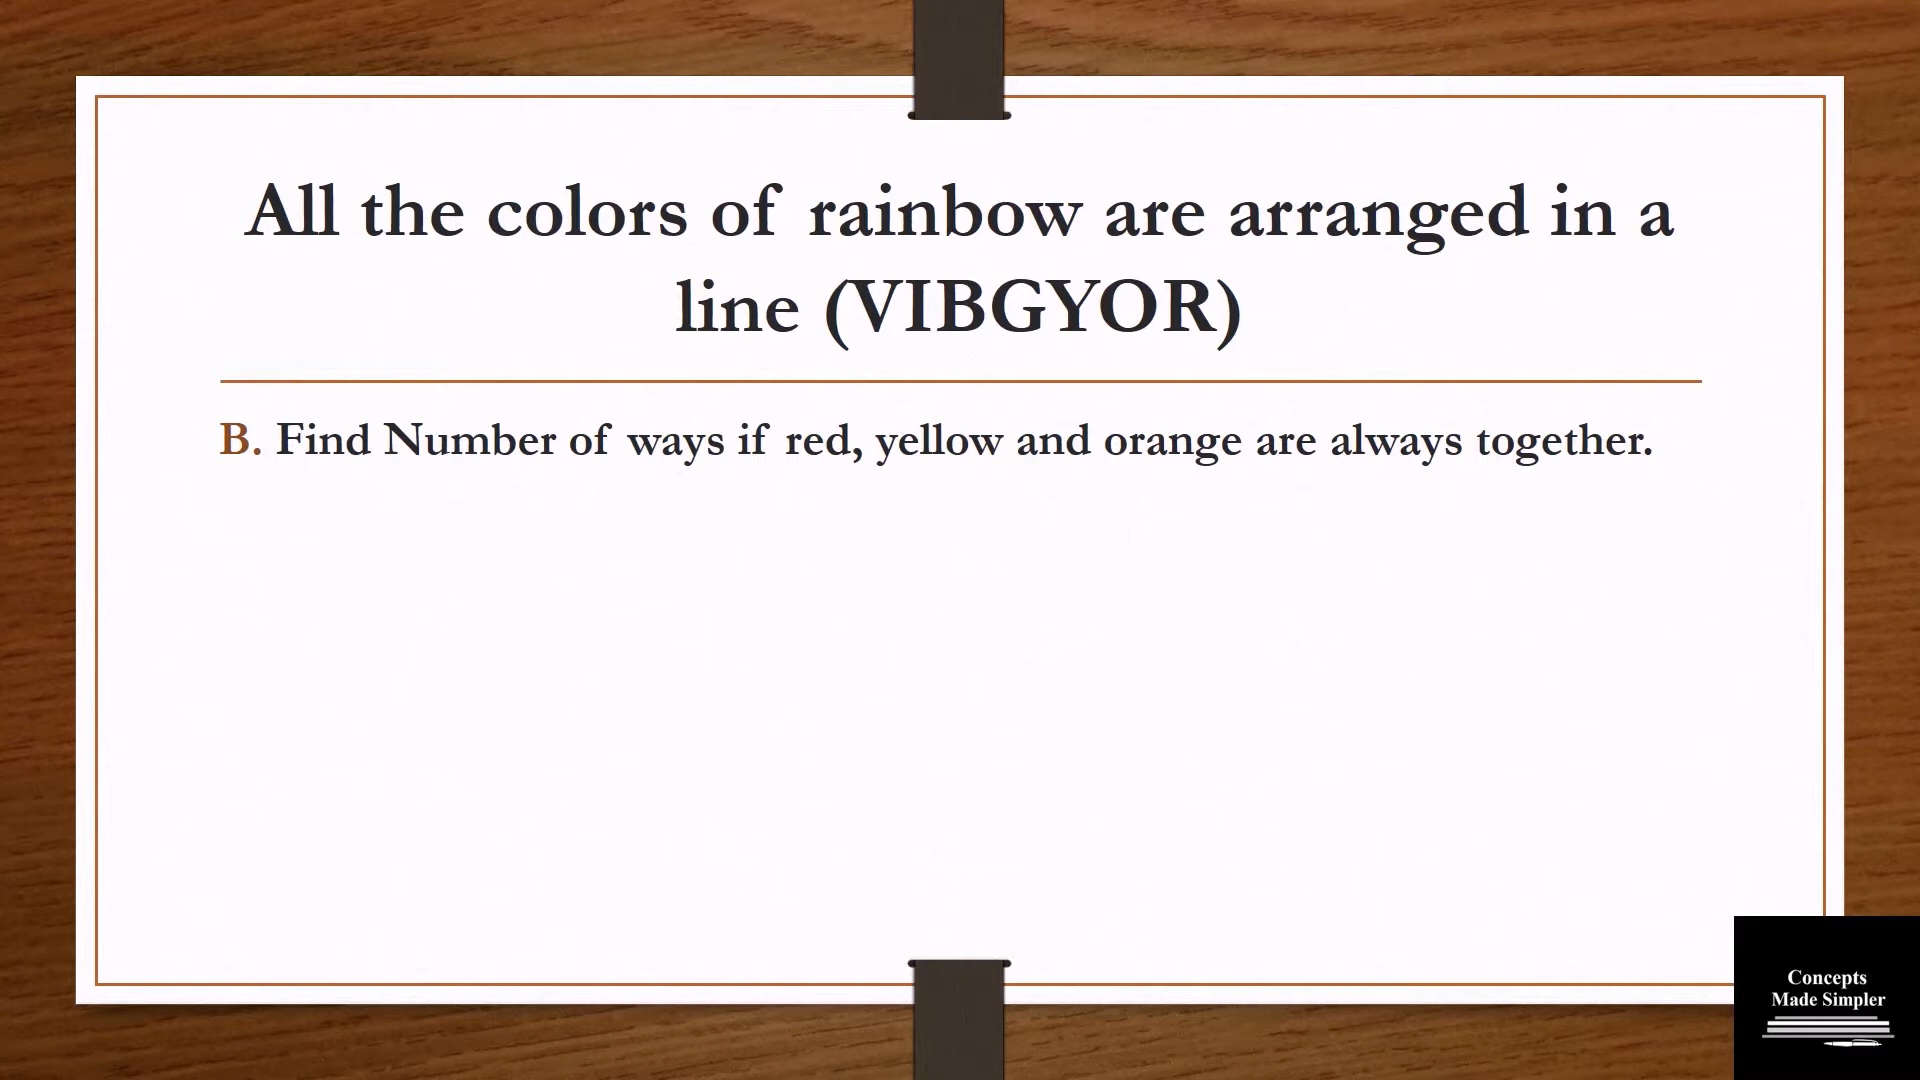 All the colors of rainbow are arranged in a
line (VIBGYOR)
B. Find Number of ways if red, yellow and orange are always together.
Concepts
Made Simpler